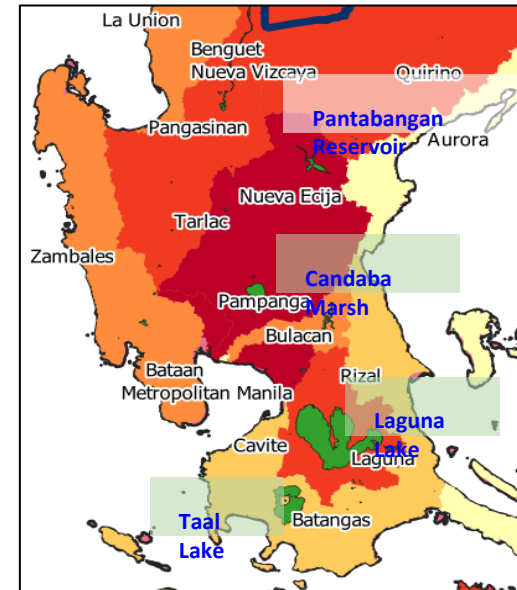 La Union
Benguet
Nueva Vizcaya
Quirino
Pantabangan
Reservoir
Pangasinan
Aurora
Nueva Ecija
Tarlac
Zambales
Candaba
Marsh
Pampanga
Bulacan
Bataan
Rizal
Metropolitan Manila
Laguna
Lake
Cavite
Laguna
Taal
Lake
Batangas